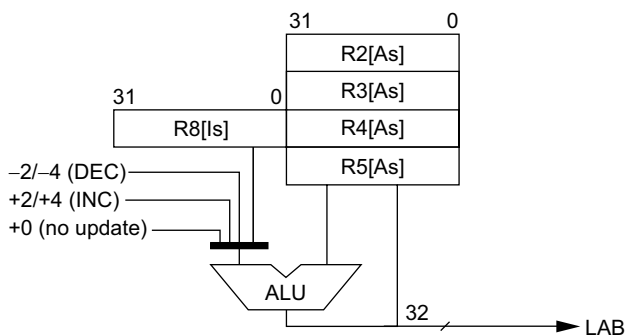 31 0
R2[As]
R3[As]
31 0
R8[Is] R4[As]
R5[As]
–2/–4 (DEC)
+2/+4 (INC)
+0 (no update)
ALU
32
LAB